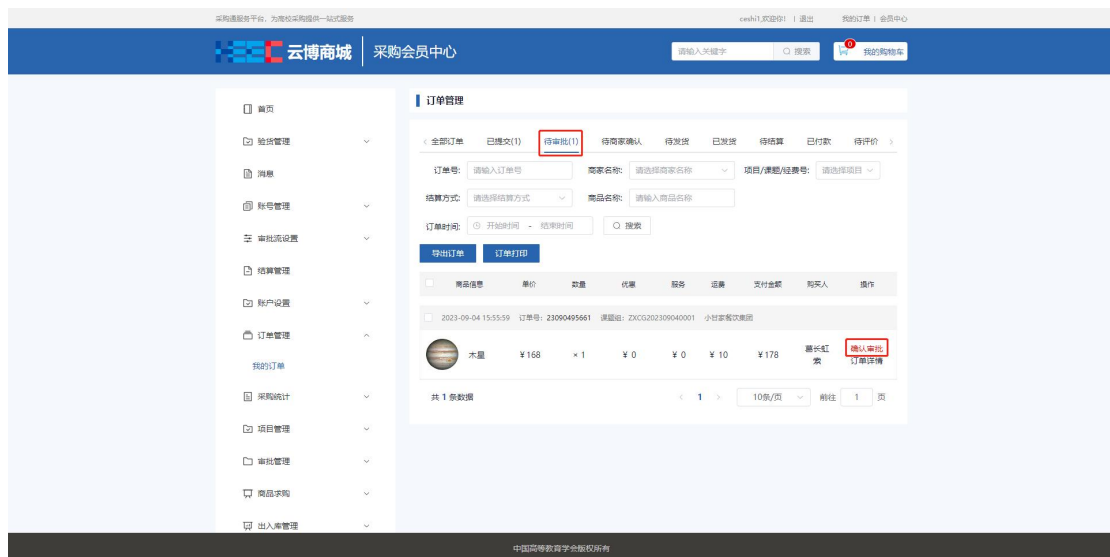 采购通服务平台，为高校采购提供一站式服务 ceshi1,欢迎你! | 退出 我的订单 | 会员中心
HEEC 云博商城 采购会员中心 请输入关键字 搜索 0 我的购物车
首页
验货管理
消息
账号管理
审批流设置
结算管理
账户设置
订单管理
我的订单
采购统计
项目管理
审批管理
商品求购
出入库管理
订单管理
全部订单 已提交(1) 待审批(1) 待商家确认 待发货 已发货 待结算 已付款 待评价
订单号: 请输入订单号 商家名称: 请选择商家名称 项目/课题/经费号: 请选择项目
结算方式: 请选择结算方式 商品名称: 请输入商品名称
订单时间: 开始时间 - 结束时间 搜索
导出订单 订单打印
商品信息 单价 数量 优惠 服务 运费 支付金额 购买人 操作
2023-09-04 15:55:59 订单号: 23090495661 课题组: ZXCG202309040001 小甘家餐饮集团
木星 ¥168 ×1 ¥0 ¥0 ¥10 ¥178 暮长虹 确认审批
索 订单详情
共 1 条数据 < 1 > 10条/页 前往 1 页
中国高等教育学会版权所有